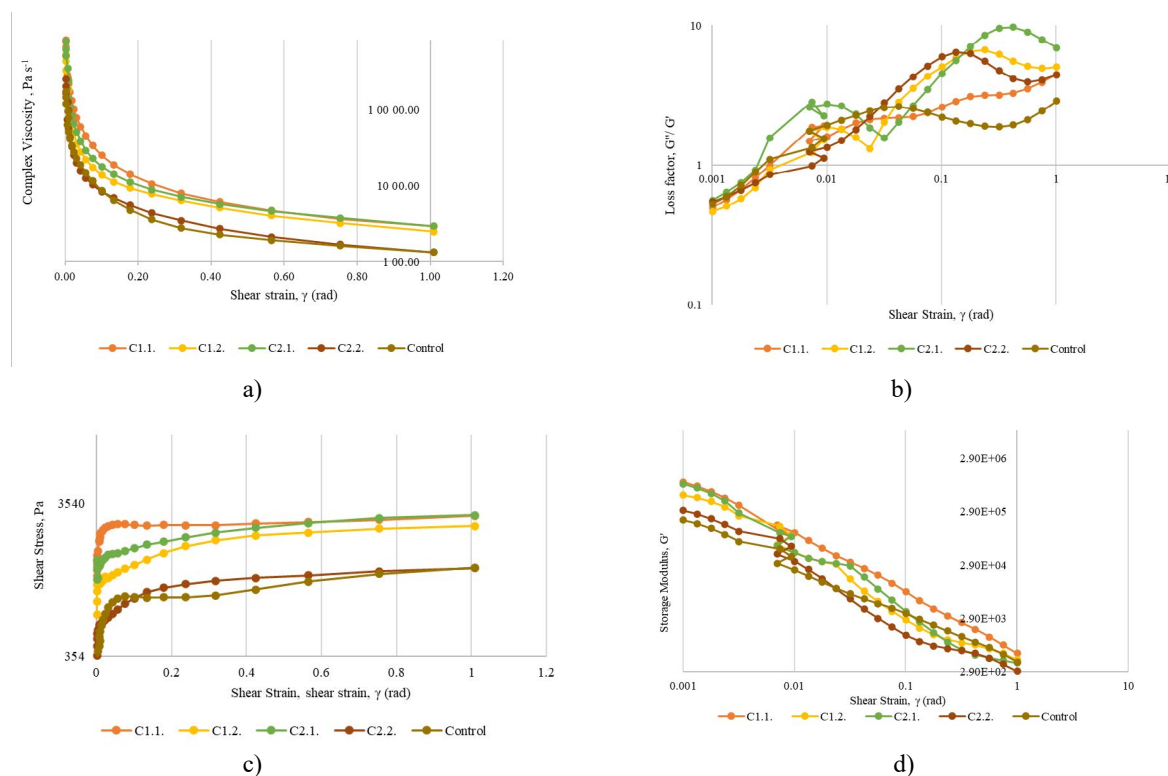 Complex Viscosity , Pa s⁻¹
1 00 00.00
10 00.00
1 00.00
0.00 0.20 0.40 0.60 0.80 1.00 1.20
Shear strain, γ (rad)
C1.1. C1.2. C2.1. C2.2. Control
a)
Loss factor, G"/ G'
10
1
0.1
0.001 0.01 0.1 1 1
Shear Strain, γ (rad)
C1.1. C1.2. C2.1. C2.2. Control
b)
Shear Stress, Pa
3540
354
0 0.2 0.4 0.6 0.8 1 1.2
Shear Strain, shear strain, γ (rad)
C1.1. C1.2. C2.1. C2.2. Control
c)
Storage Modulus, G'
2.90E+06
2.90E+05
2.90E+04
2.90E+03
2.90E+02
0.001 0.01 0.1 1 10
Shear Strain, γ (rad)
C1.1. C1.2. C2.1. C2.2. Control
d)